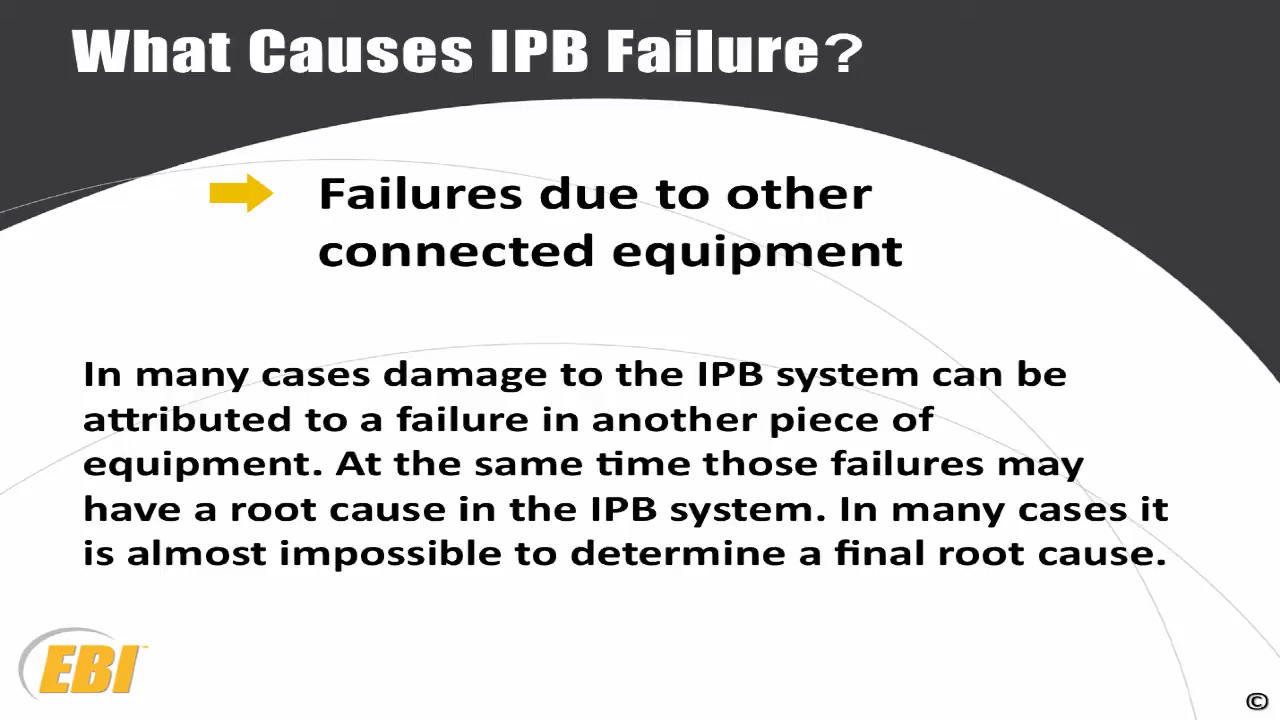 What Causes IPB Failure?
Failures due to other
connected equipment
In many cases damage to the IPB system can be
attributed to a failure in another piece of
equipment. At the same time those failures may
have a root cause in the IPB system. In many cases it
is almost impossible to determine a final root cause.
EBI™
©